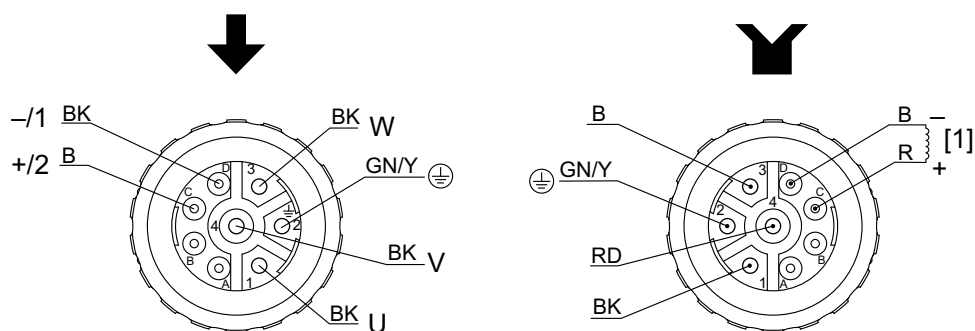 –/1 BK
BK W
+/2 B
GN/Y
D 3
C
2
4
B
A 1
BK V
BK U
B
B –
[1]
R
+
GN/Y
3 D
C
4
2
RD
B
1 A
BK